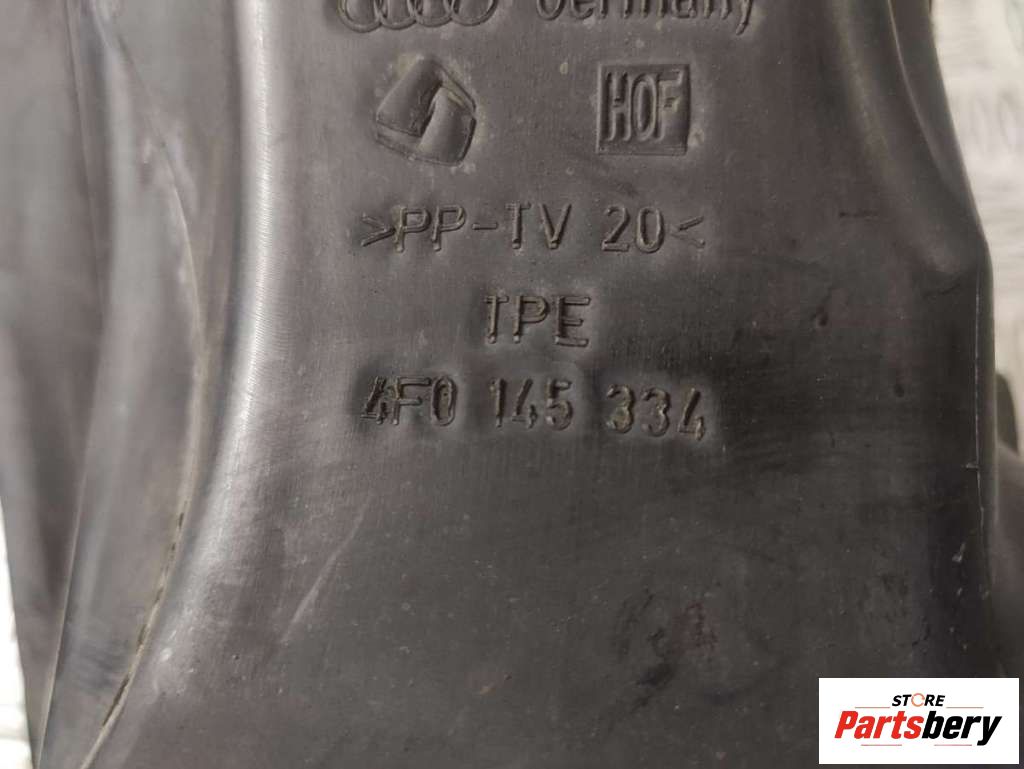 Germany
HOF
>PP-TV 20<
TPE
4F0 145 334
STORE
Partsbery